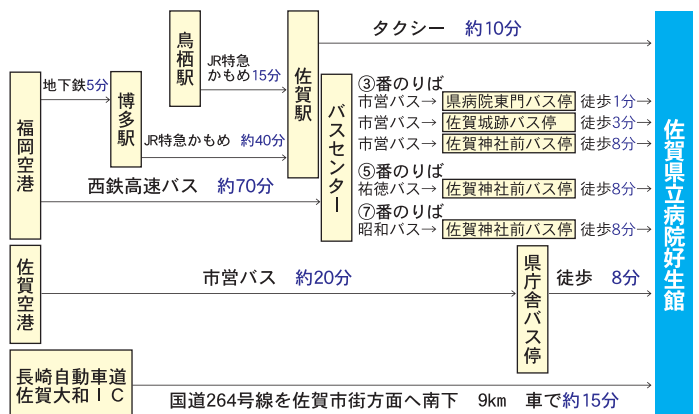 タクシー 約10分
鳥栖駅
JR特急
かもめ15分
佐賀駅
地下鉄5分
博多駅
JR特急かもめ 約40分
福岡空港
西鉄高速バス 約70分
バスセンター
③番のりば
市営バス→ 県病院東門バス停 徒歩1分→
市営バス→ 佐賀城跡バス停 徒歩3分→
市営バス→ 佐賀神社前バス停 徒歩8分→
⑤番のりば
祐徳バス→ 佐賀神社前バス停 徒歩8分→
⑦番のりば
昭和バス→ 佐賀神社前バス停 徒歩8分→
佐賀空港
市営バス 約20分
県庁舎バス停
徒歩 8分
長崎自動車道
佐賀大和IC
国道264号線を佐賀市街方面へ南下 9km 車で約15分
佐賀県立病院好生館